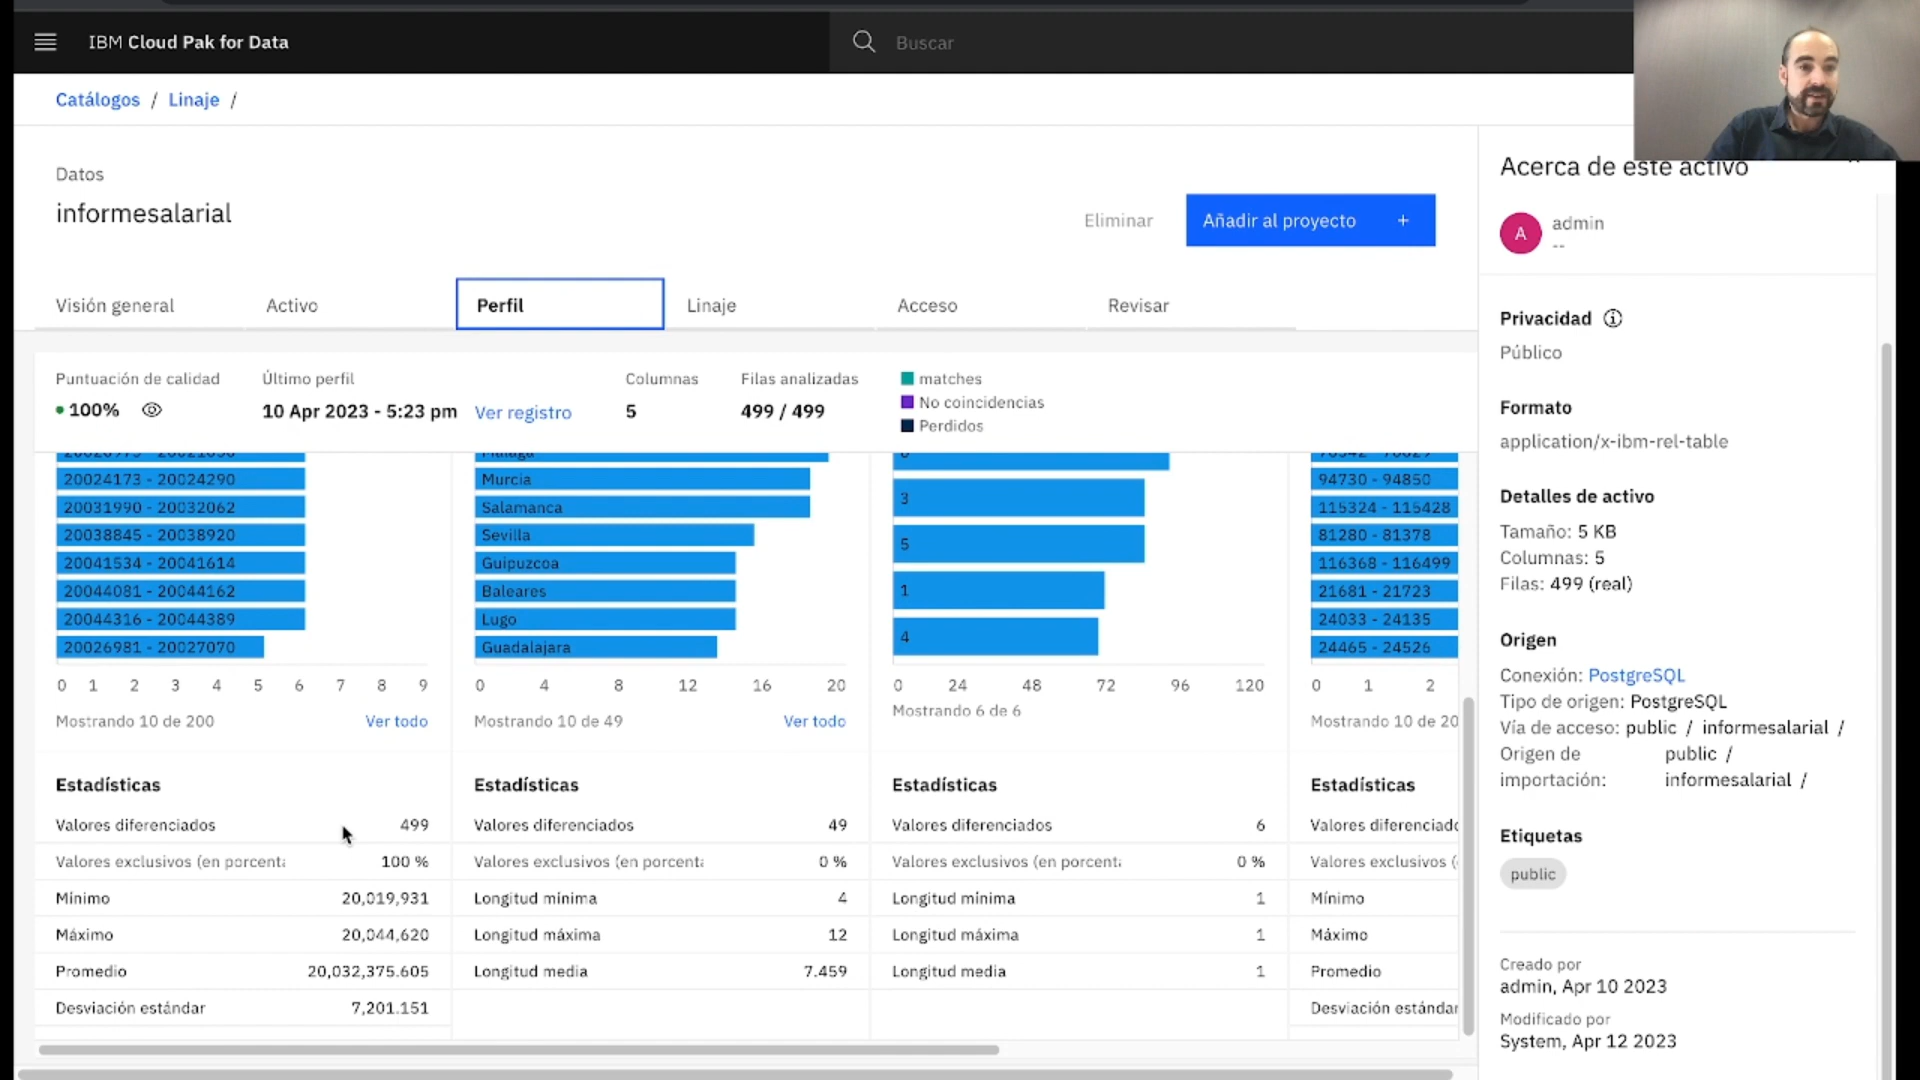 IBM Cloud Pak for Data
Buscar
Catálogos / Linaje /
Datos
informesalarial
Eliminar
Añadir al proyecto +
Visión general
Activo
Perfil
Linaje
Acceso
Revisar
Puntuación de calidad
100%
Último perfil
10 Apr 2023 - 5:23 pm
Ver registro
Columnas
5
Filas analizadas
499 / 499
matches
No coincidencias
Perdidos
20024173 - 20024290
20031990 - 20032062
20038845 - 20038920
20041534 - 20041614
20044081 - 20044162
20044316 - 20044389
20026981 - 20027070
0 1 2 3 4 5 6 7 8 9
Mostrando 10 de 200
Ver todo
Estadísticas
Valores diferenciados 499
Valores exclusivos (en porcenta 100 %
Mínimo 20,019,931
Máximo 20,044,620
Promedio 20,032,375.605
Desviación estándar 7,201.151
Málaga
Murcia
Salamanca
Sevilla
Guipuzcoa
Baleares
Lugo
Guadalajara
0 4 8 12 16 20
Mostrando 10 de 49
Ver todo
Estadísticas
Valores diferenciados 49
Valores exclusivos (en porcenta 0 %
Longitud mínima 4
Longitud máxima 12
Longitud media 7.459
3
5
1
4
0 24 48 72 96 120
Mostrando 6 de 6
Estadísticas
Valores diferenciados 6
Valores exclusivos (en porcenta 0 %
Longitud mínima 1
Longitud máxima 1
Longitud media 1
94730 - 94850
115324 - 115428
81280 - 81378
116368 - 116499
21681 - 21723
24033 - 24135
24465 - 24526
0 1 2
Mostrando 10 de 20
Estadísticas
Valores diferenciado
Valores exclusivos (
Mínimo
Máximo
Promedio
Desviación estándar
Acerca de este activo
A
admin
--
Privacidad
Público
Formato
application/x-ibm-rel-table
Detalles de activo
Tamaño: 5 KB
Columnas: 5
Filas: 499 (real)
Origen
Conexión: PostgreSQL
Tipo de origen: PostgreSQL
Vía de acceso: public / informesalarial /
Origen de importación: public / informesalarial /
Etiquetas
public
Creado por
admin, Apr 10 2023
Modificado por
System, Apr 12 2023